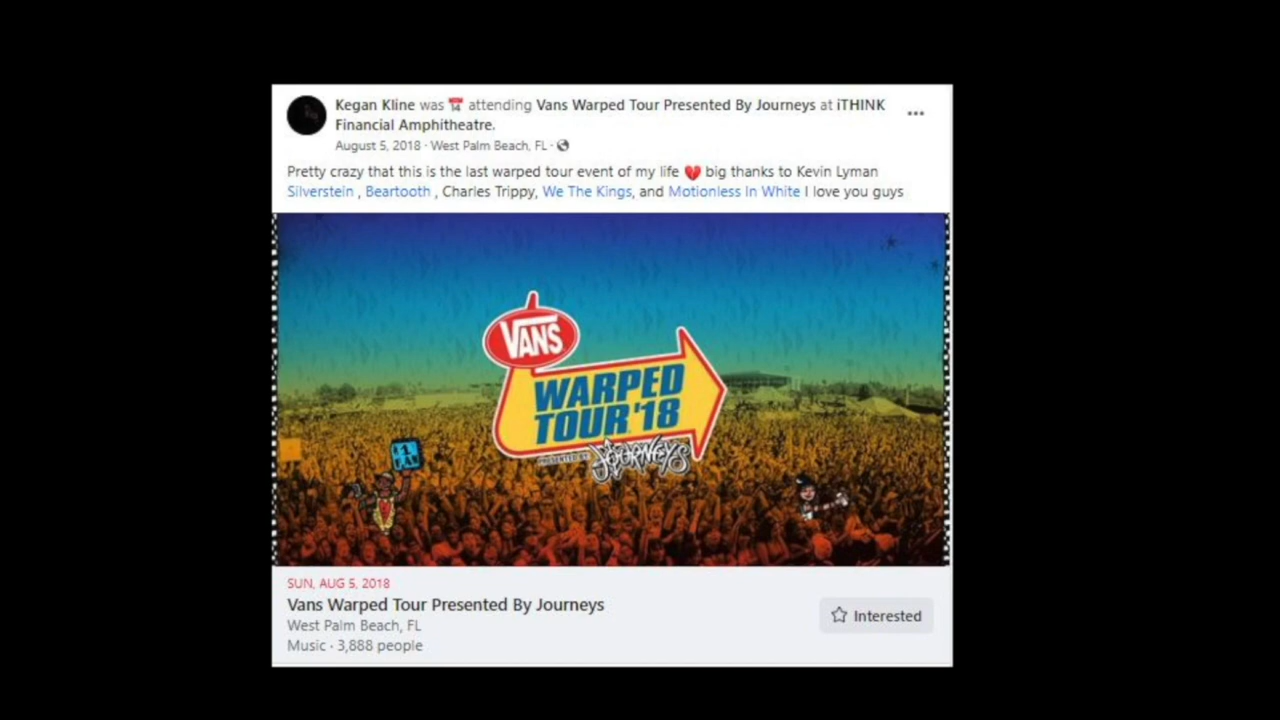 Kegan Kline was 📅 attending Vans Warped Tour Presented By Journeys at iTHINK
Financial Amphitheatre.
August 5, 2018 · West Palm Beach, FL ·
Pretty crazy that this is the last warped tour event of my life 💔 big thanks to Kevin Lyman
Silverstein , Beartooth , Charles Trippy, We The Kings, and Motionless In White I love you guys
VANS
WARPED
TOUR '18
PRESENTED BY JOURNEYS
#1
FAN
SUN, AUG 5, 2018
Vans Warped Tour Presented By Journeys
West Palm Beach, FL
Music · 3,888 people
Interested